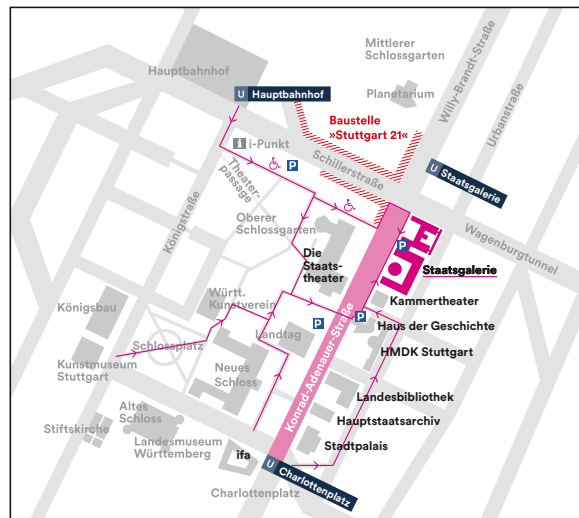 Mittlerer
Schlossgarten
Hauptbahnhof
Planetarium
U Hauptbahnhof
Willy-Brandt-Straße
Urbanstraße
Baustelle
»Stuttgart 21«
i i-Punkt
P
Schillerstraße
U Staatsgalerie
Theater-
passage
Königstraße
Oberer
Schlossgarten
Wagenburgtunnel
P
Die
Staats-
theater
Staatsgalerie
Kammertheater
Württ.
Kunstverein
Königsbau
P
P
Haus der Geschichte
Landtag
Schlossplatz
HMDK Stuttgart
Kunstmuseum
Stuttgart
Neues
Schloss
Konrad-Adenauer-Straße
Landesbibliothek
Altes
Schloss
Hauptstaatsarchiv
Stiftskirche
Landesmuseum
Württemberg
Stadtpalais
ifa
U Charlottenplatz
Charlottenplatz